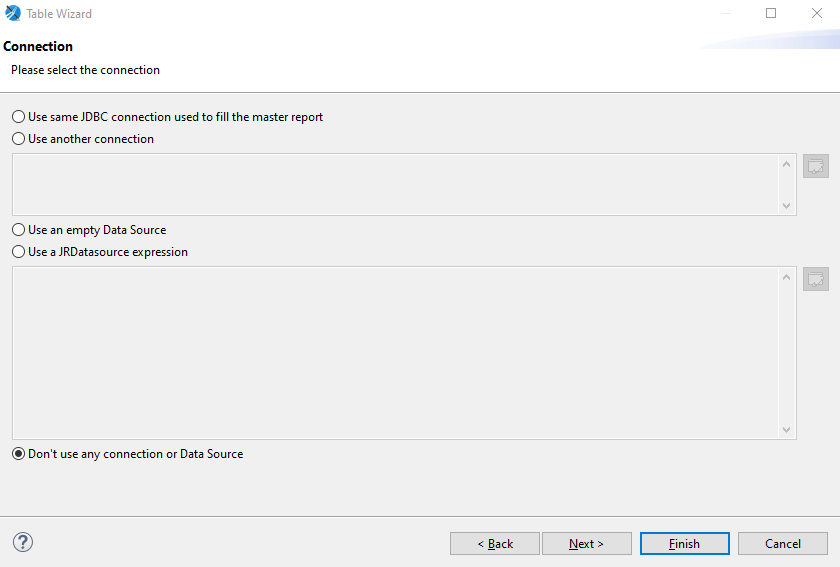 Table Wizard
Connection
Please select the connection
Use same JDBC connection used to fill the master report
Use another connection
Use an empty Data Source
Use a JRDatasource expression
Don't use any connection or Data Source
?
< Back
Next >
Finish
Cancel